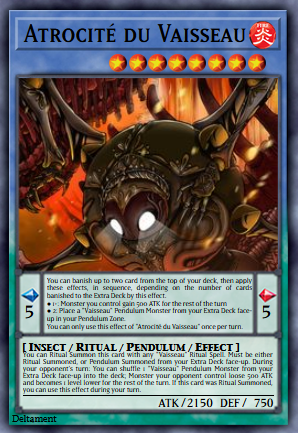 Atrocité du Vaisseau
FIRE
炎
You can banish up to two card from the top of your deck, then apply
these effects, in sequence, depending on the number of cards
banished to the Extra Deck by this effect.
● 1+: Monster you control gain 500 ATK for the rest of the turn
● 2: Place a "Vaisseau" Pendulum Monster from your Extra Deck face-
up in your Pendulum Zone.
You can only use this effect of "Atrocité du Vaisseau" once per turn.
5
5
[ Insect / Ritual / Pendulum / Effect ]
You can Ritual Summon this card with any "Vaisseau" Ritual Spell. Must be either
Ritual Summoned, or Pendulum Summoned from your Extra Deck face-up. During
your opponent's turn: You can shuffle 1 "Vaisseau" Pendulum Monster from your
Extra Deck face-up into the deck; Monster your opponent control loose 500 ATK
and becomes 1 level lower for the rest of the turn. If this card was Ritual Summoned,
you can use this effect during your turn.
ATK / 2150 DEF / 750
Deltament